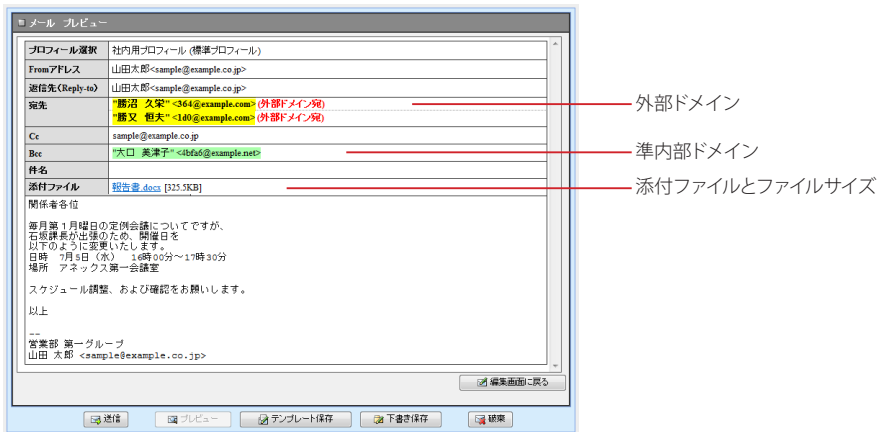 メール プレビュー
プロフィール選択 社内用プロフィール (標準プロフィール)
Fromアドレス 山田太郎<sample@example.co.jp>
返信先(Reply-to) 山田太郎<sample@example.co.jp>
宛先 "勝沼　久栄" <364@example.com> (外部ドメイン宛)
"勝又　恒夫" <1d0@example.com> (外部ドメイン宛)
外部ドメイン
Cc sample@example.co.jp
Bcc "大口　美津子" <4bfa6@example.net>
準内部ドメイン
件名
添付ファイル 報告書.docx [325.5KB]
添付ファイルとファイルサイズ
関係者各位
毎月第１月曜日の定例会議についてですが、
石坂課長が出張のため、開催日を
以下のように変更いたします。
日時　7月5日（水）　16時00分～17時30分
場所　アネックス第一会議室
スケジュール調整、および確認をお願いします。
以上
--
営業部 第一グループ
山田 太郎 <sample@example.co.jp>
編集画面に戻る
送信 プレビュー テンプレート保存 下書き保存 破棄